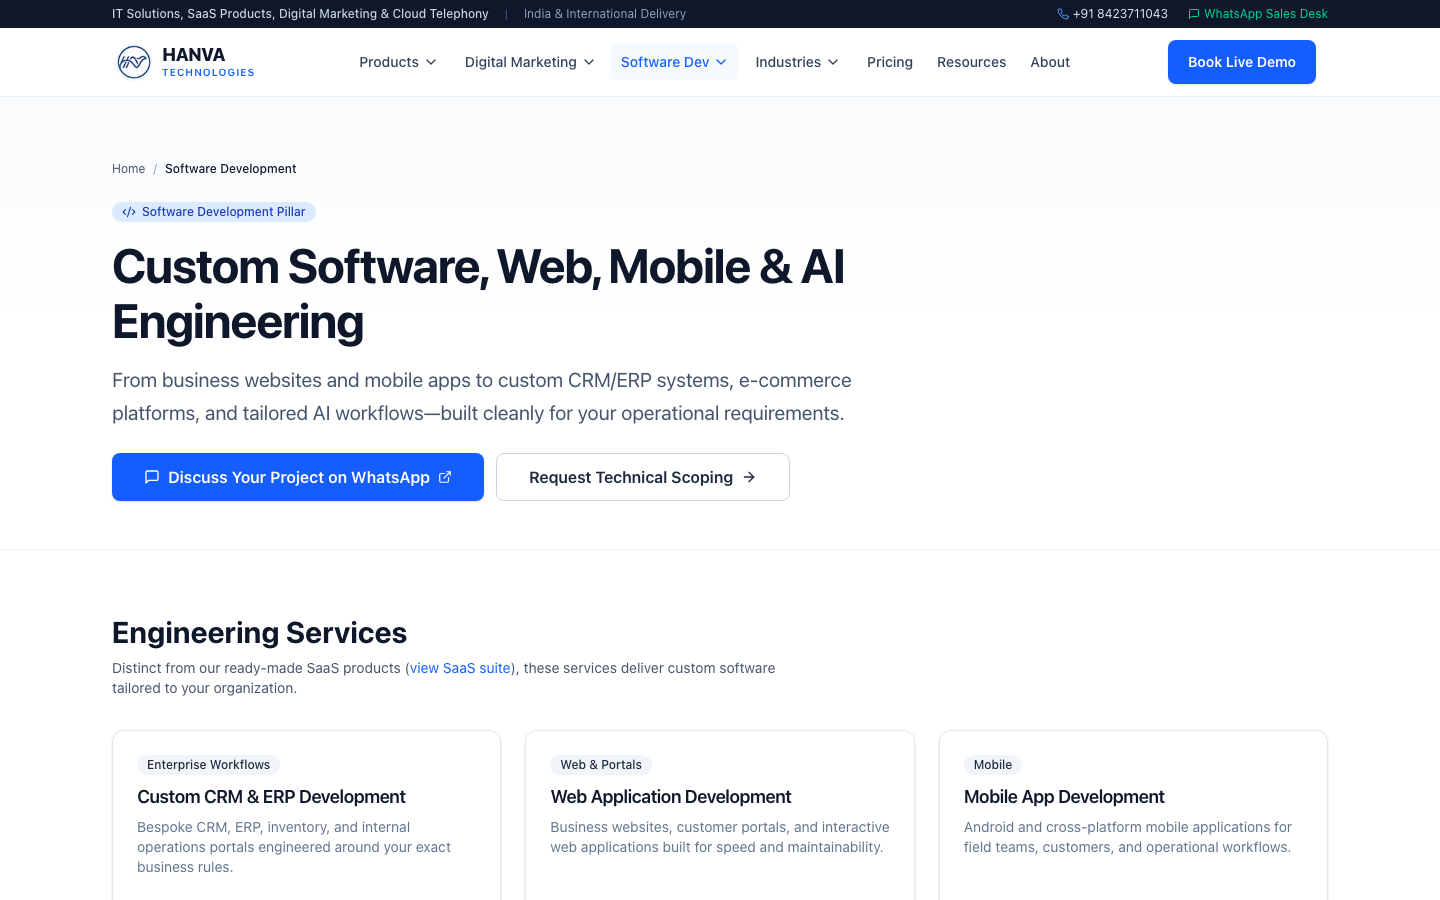 IT Solutions, SaaS Products, Digital Marketing & Cloud Telephony | India & International Delivery
+91 8423711043 WhatsApp Sales Desk
HANVA
TECHNOLOGIES
Products Digital Marketing Software Dev Industries Pricing Resources About
Book Live Demo
Home / Software Development
Software Development Pillar
Custom Software, Web, Mobile & AI
Engineering
From business websites and mobile apps to custom CRM/ERP systems, e-commerce
platforms, and tailored AI workflows—built cleanly for your operational requirements.
Discuss Your Project on WhatsApp
Request Technical Scoping
Engineering Services
Distinct from our ready-made SaaS products (view SaaS suite), these services deliver custom software
tailored to your organization.
Enterprise Workflows
Custom CRM & ERP Development
Bespoke CRM, ERP, inventory, and internal
operations portals engineered around your exact
business rules.
Web & Portals
Web Application Development
Business websites, customer portals, and interactive
web applications built for speed and maintainability.
Mobile
Mobile App Development
Android and cross-platform mobile applications for
field teams, customers, and operational workflows.